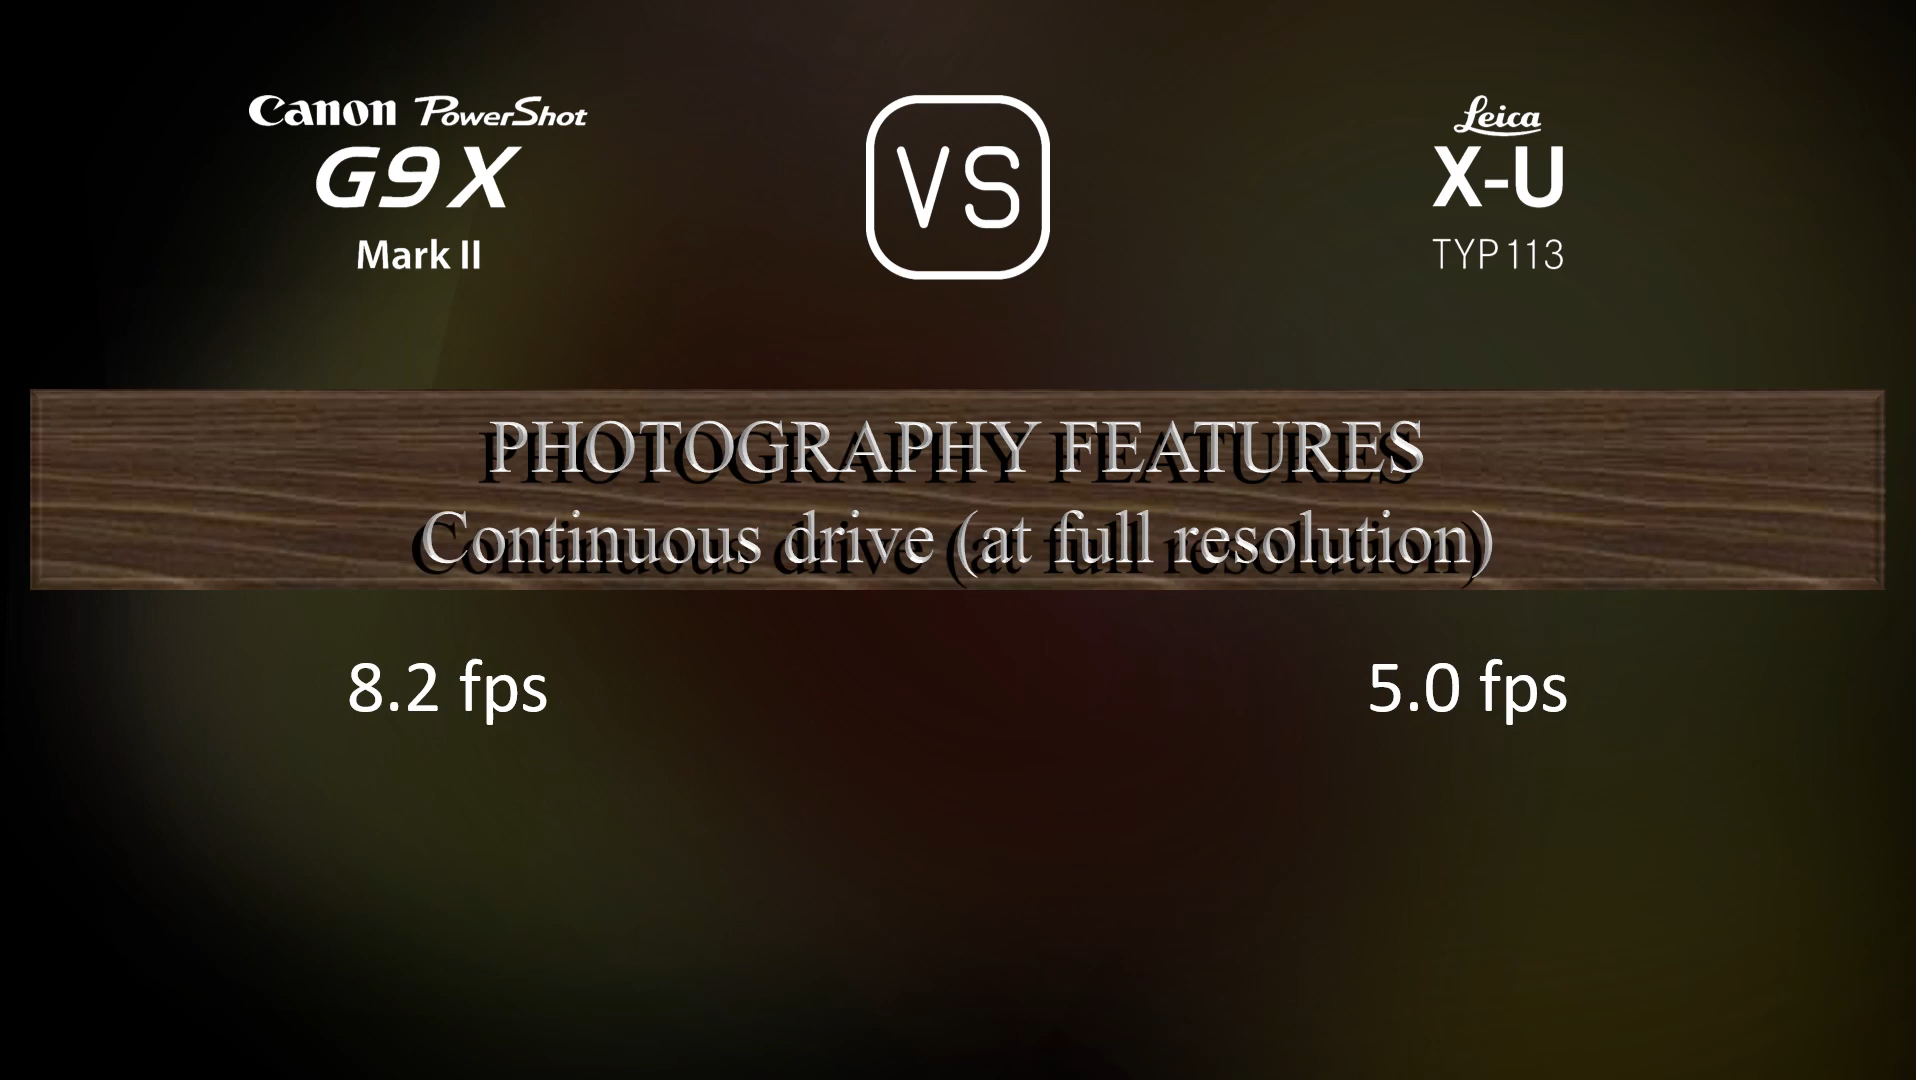 Canon PowerShot
G9 X
Mark II
VS
Leica
X-U
TYP 113
PHOTOGRAPHY FEATURES
Continuous drive (at full resolution)
8.2 fps
5.0 fps